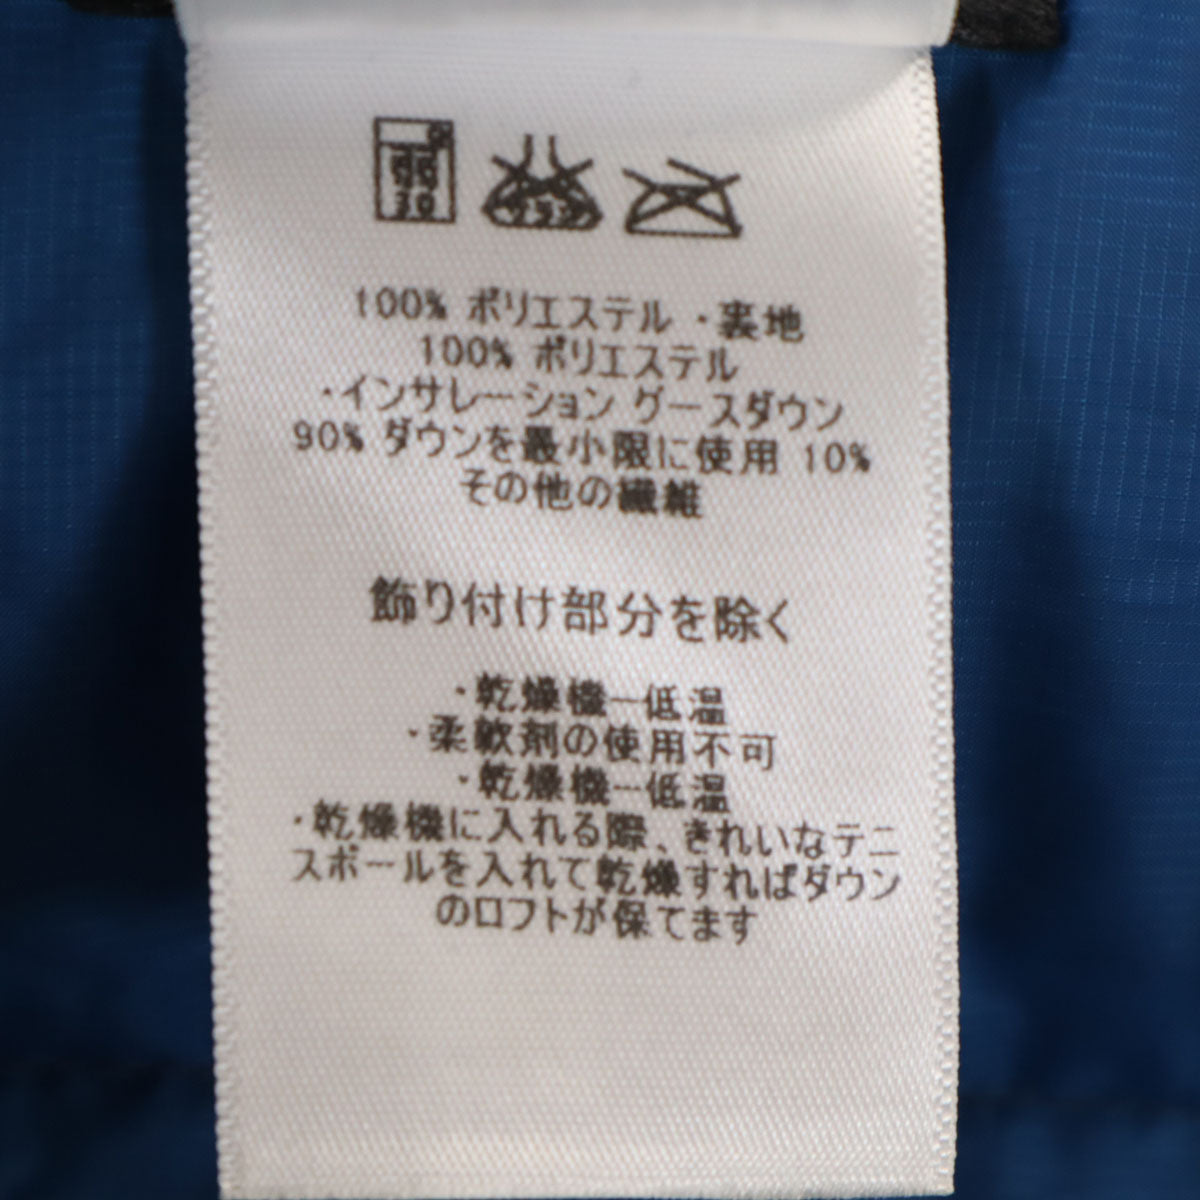 30
100% ポリエステル ・裏地
100% ポリエステル
・インサレーション グースダウン
90% ダウンを最小限に使用 10%
その他の繊維
飾り付け部分を除く
・乾燥機ー低温
・柔軟剤の使用不可
・乾燥機ー低温
・乾燥機に入れる際、きれいなテニ
スボールを入れて乾燥すればダウン
のロフトが保てます